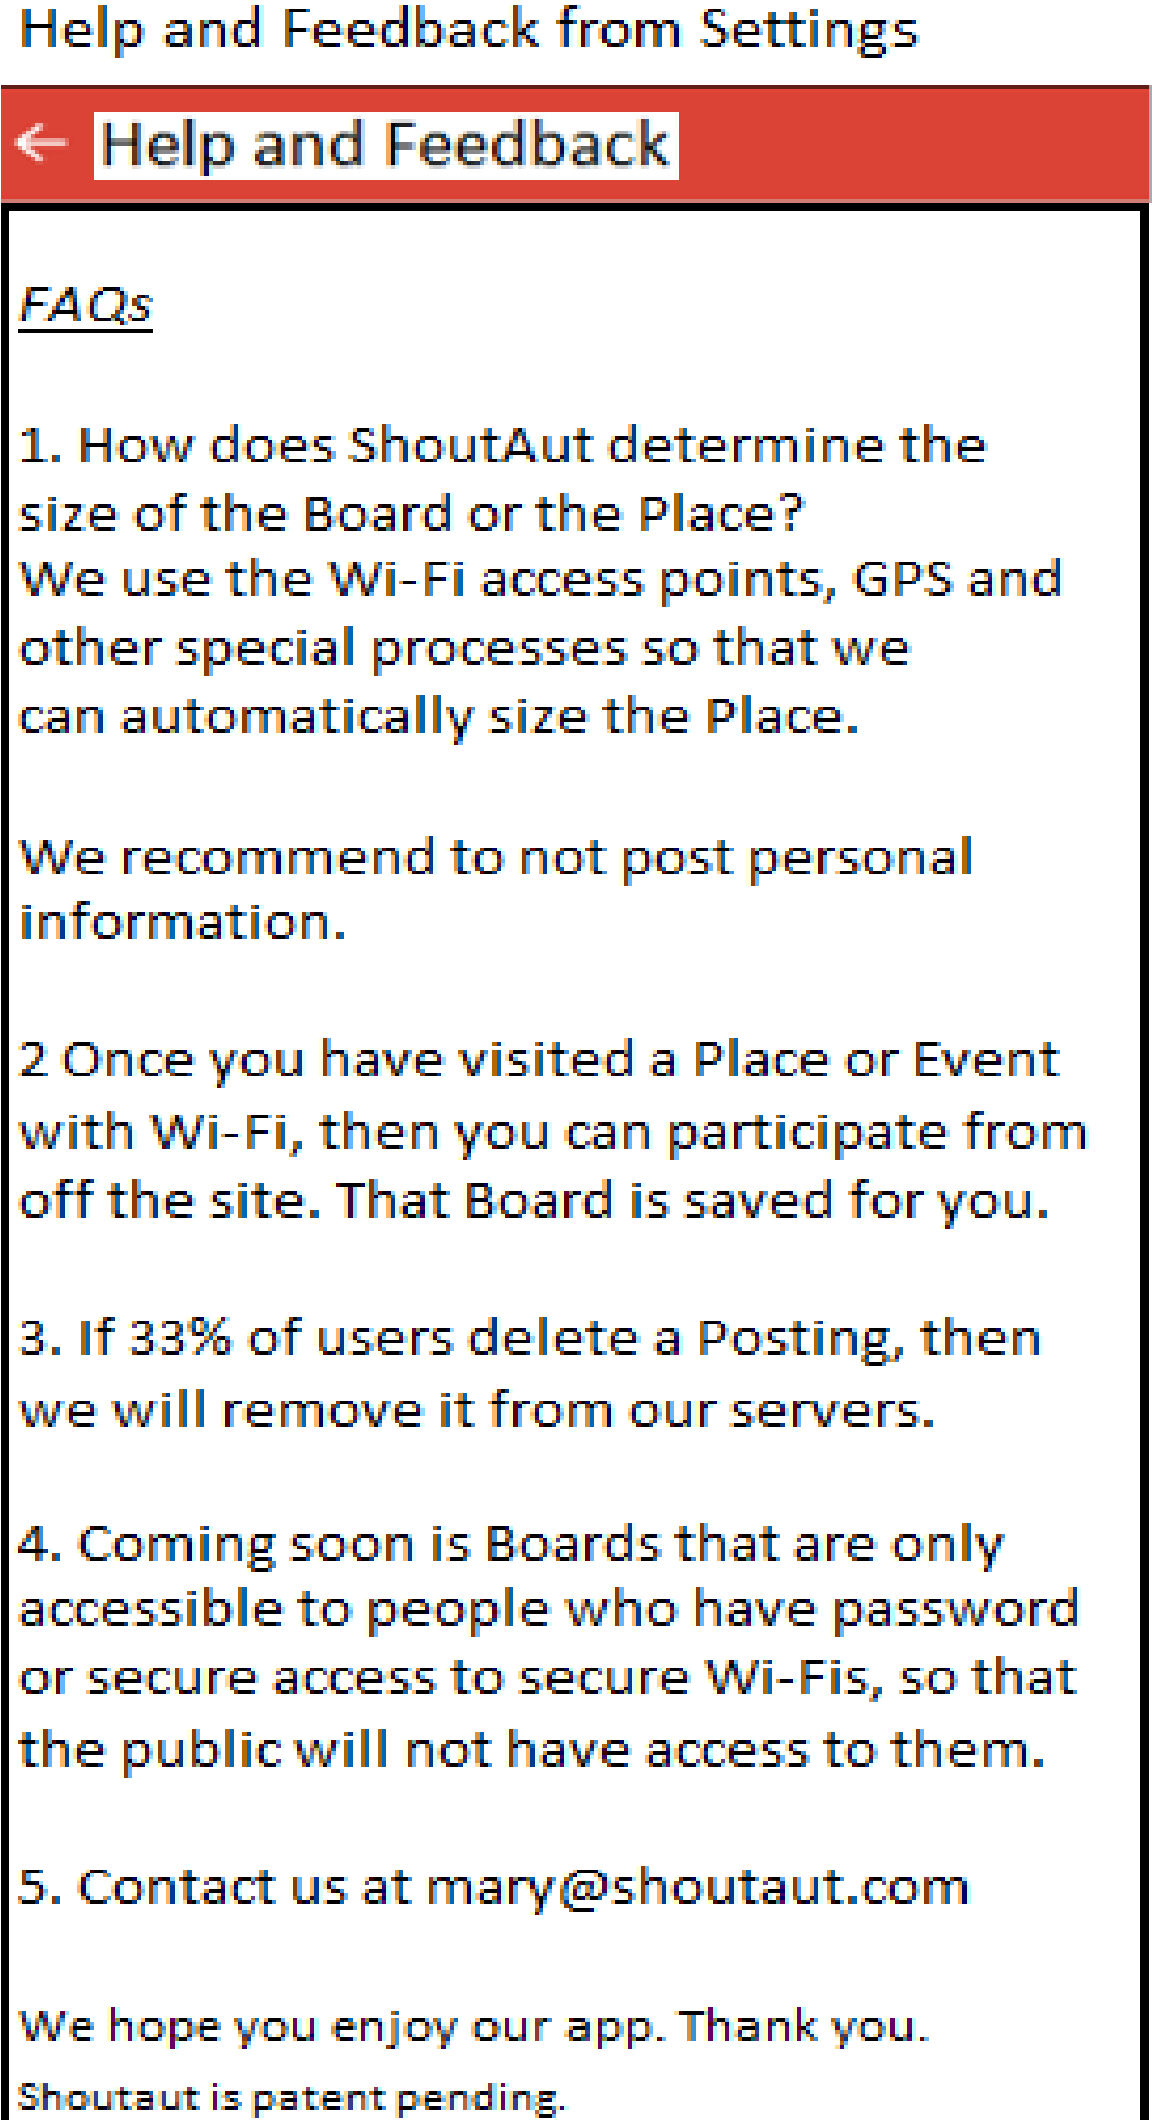 Help and Feedback from Settings
← Help and Feedback
FAQs
1. How does ShoutAut determine the
size of the Board or the Place?
We use the Wi-Fi access points, GPS and
other special processes so that we
can automatically size the Place.
We recommend to not post personal
information.
2 Once you have visited a Place or Event
with Wi-Fi, then you can participate from
off the site. That Board is saved for you.
3. If 33% of users delete a Posting, then
we will remove it from our servers.
4. Coming soon is Boards that are only
accessible to people who have password
or secure access to secure Wi-Fis, so that
the public will not have access to them.
5. Contact us at mary@shoutaut.com
We hope you enjoy our app. Thank you.
Shoutaut is patent pending.